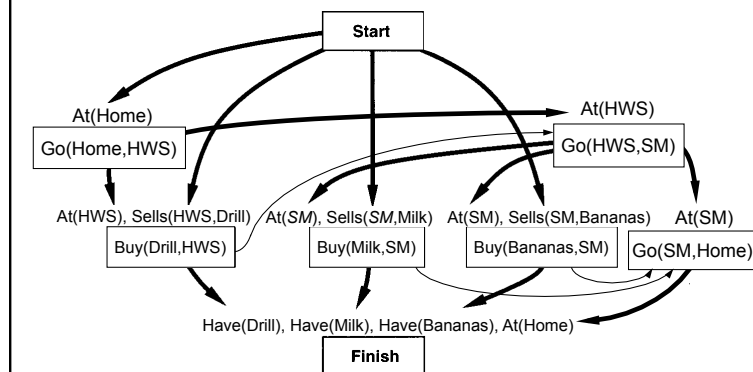 Start
At(Home)
At(HWS)
Go(Home,HWS)
Go(HWS,SM)
At(HWS), Sells(HWS,Drill)
At(SM), Sells(SM,Milk)
At(SM), Sells(SM,Bananas)
At(SM)
Buy(Drill,HWS)
Buy(Milk,SM)
Buy(Bananas,SM)
Go(SM,Home)
Have(Drill), Have(Milk), Have(Bananas), At(Home)
Finish